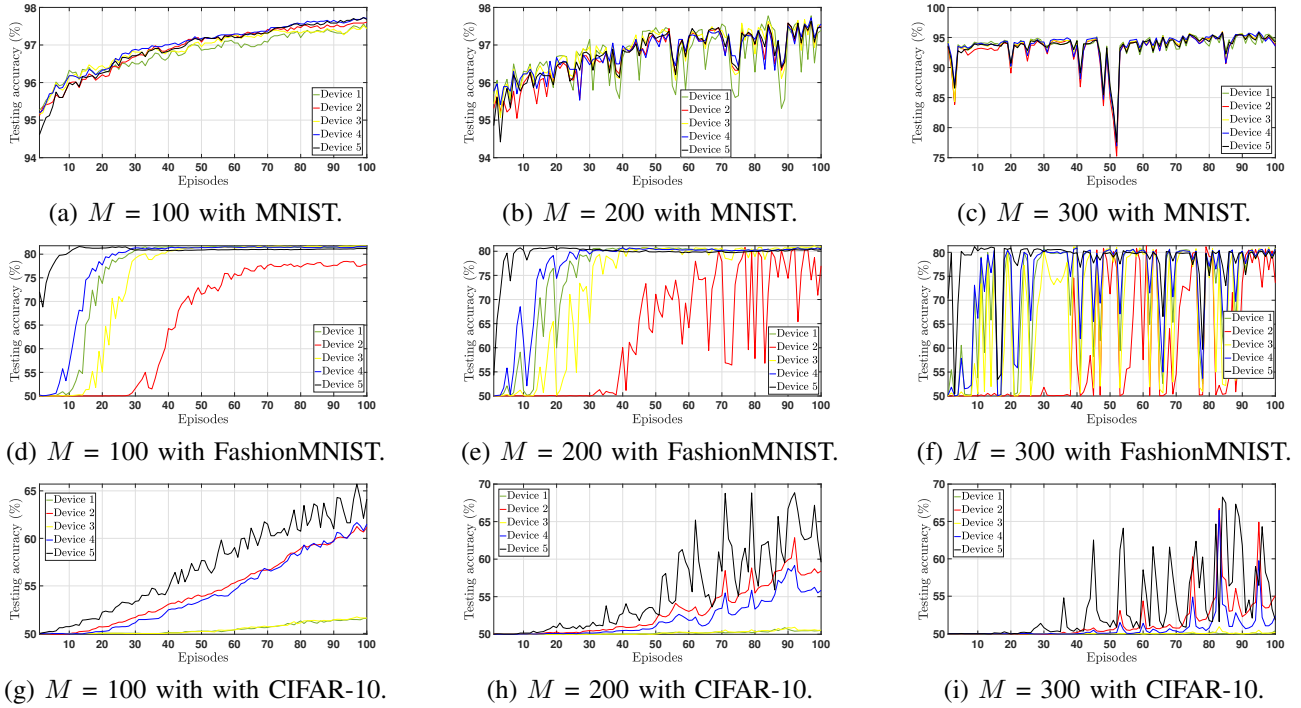 98
97
96
95
94
Testing accuracy (%)
Device 1
Device 2
Device 3
Device 4
Device 5
10 20 30 40 50 60 70 80 90 100
Episodes
(a) M = 100 with MNIST.
98
97
96
95
94
Testing accuracy (%)
Device 1
Device 2
Device 3
Device 4
Device 5
10 20 30 40 50 60 70 80 90 100
Episodes
(b) M = 200 with MNIST.
100
95
90
85
80
75
Testing accuracy (%)
Device 1
Device 2
Device 3
Device 4
Device 5
10 20 30 40 50 60 70 80 90 100
Episodes
(c) M = 300 with MNIST.
80
75
70
65
60
55
50
Testing accuracy (%)
Device 1
Device 2
Device 3
Device 4
Device 5
10 20 30 40 50 60 70 80 90 100
Episodes
(d) M = 100 with FashionMNIST.
80
75
70
65
60
55
50
Testing accuracy (%)
Device 1
Device 2
Device 3
Device 4
Device 5
10 20 30 40 50 60 70 80 90 100
Episodes
(e) M = 200 with FashionMNIST.
80
75
70
65
60
55
50
Testing accuracy (%)
Device 1
Device 2
Device 3
Device 4
Device 5
10 20 30 40 50 60 70 80 90 100
Episodes
(f) M = 300 with FashionMNIST.
65
60
55
50
Testing accuracy (%)
Device 1
Device 2
Device 3
Device 4
Device 5
10 20 30 40 50 60 70 80 90 100
Episodes
(g) M = 100 with with CIFAR-10.
70
65
60
55
50
Testing accuracy (%)
Device 1
Device 2
Device 3
Device 4
Device 5
10 20 30 40 50 60 70 80 90 100
Episodes
(h) M = 200 with CIFAR-10.
70
65
60
55
50
Testing accuracy (%)
Device 1
Device 2
Device 3
Device 4
Device 5
10 20 30 40 50 60 70 80 90 100
Episodes
(i) M = 300 with CIFAR-10.